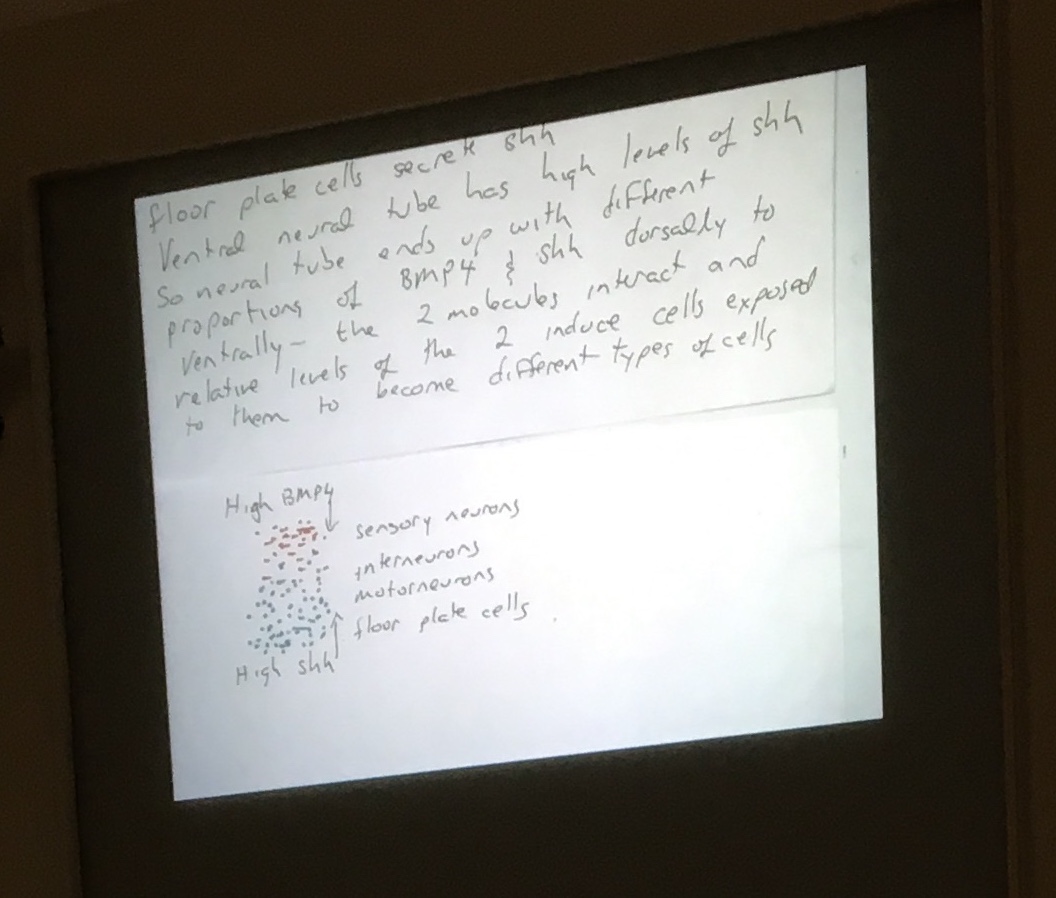 floor plate cells secrete shh
Ventral neural tube has high levels of shh
So neural tube ends up with different
proportions of BMP4 & shh dorsally to
ventrally - the 2 molecules interact and
relative levels of the 2 induce cells exposed
to them to become different types of cells
High BMP4
sensory neurons
interneurons
motorneurons
floor plate cells
High shh